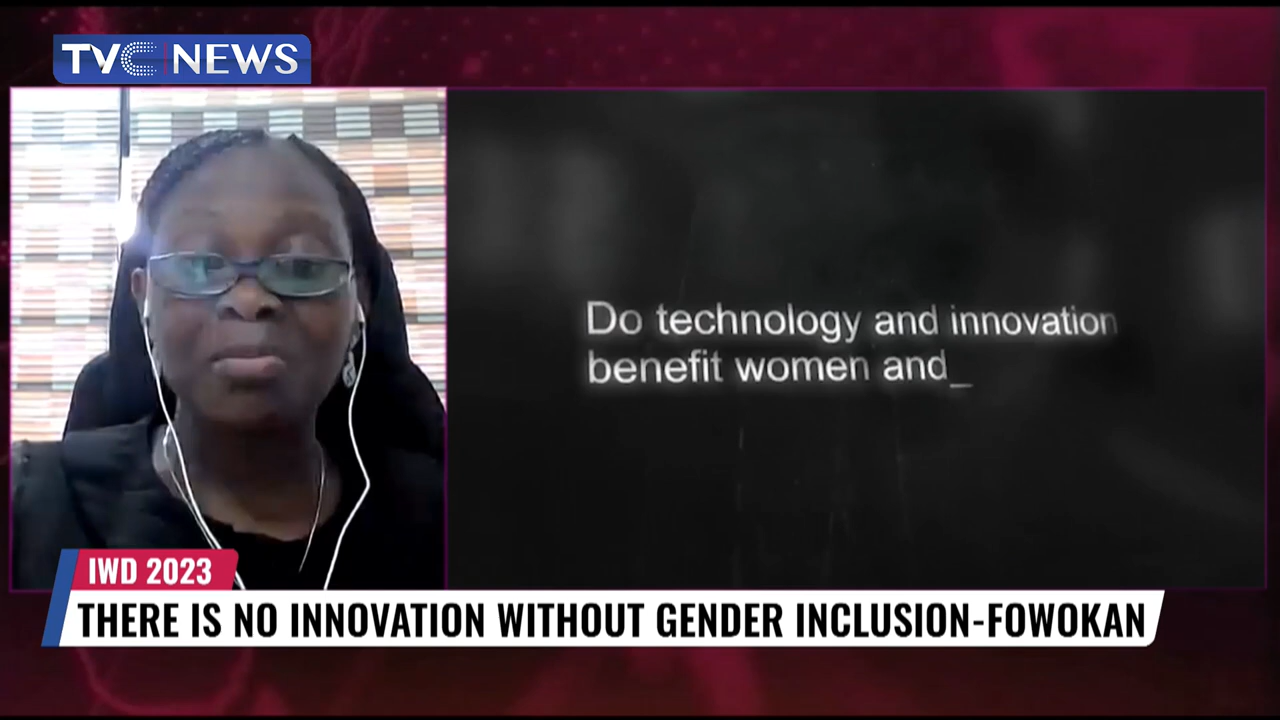 TVC NEWS
Do technology and innovation
benefit women and_
IWD 2023
THERE IS NO INNOVATION WITHOUT GENDER INCLUSION-FOWOKAN